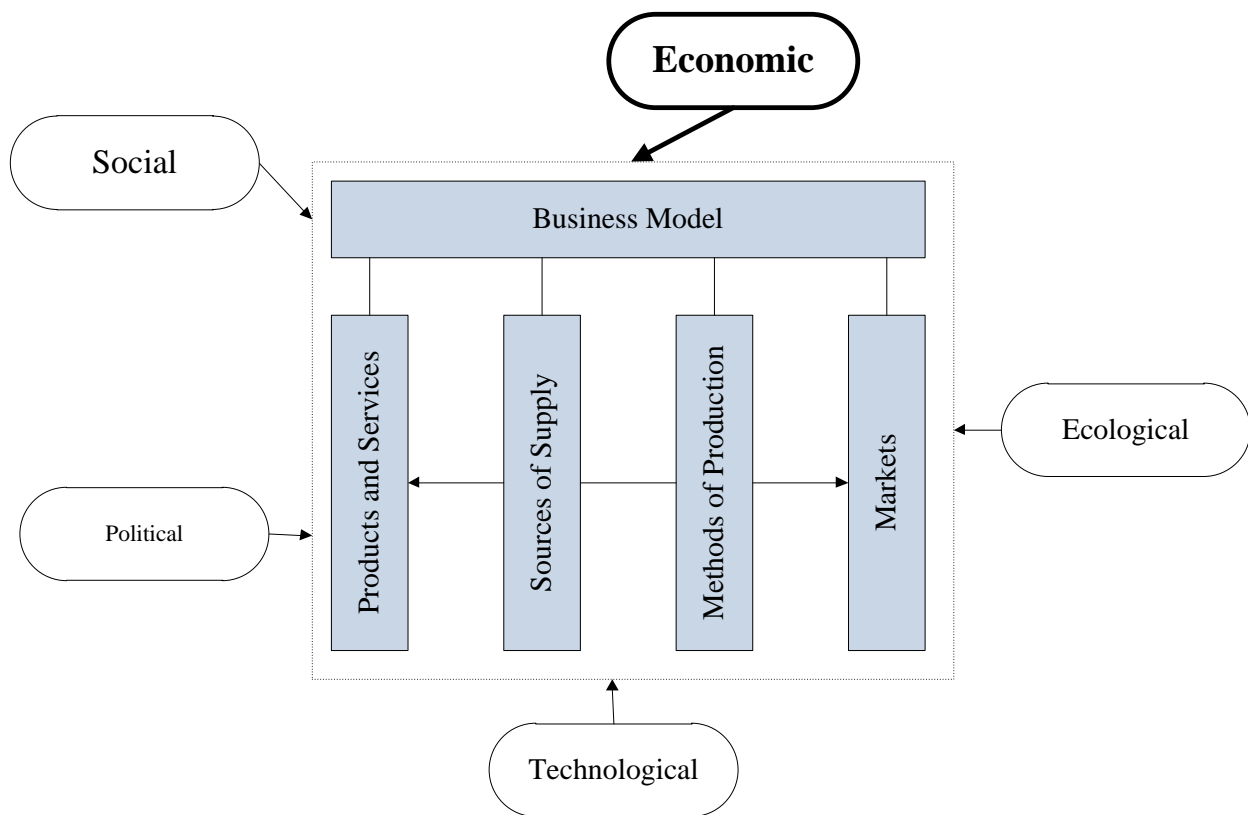 Economic
Social
Business Model
Products and Services
Sources of Supply
Methods of Production
Markets
Ecological
Political
Technological